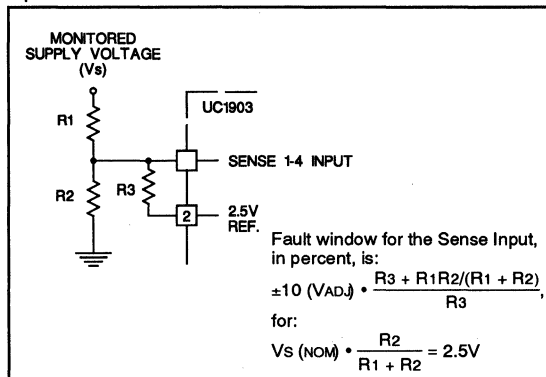 MONITORED
SUPPLY VOLTAGE
(Vs)
UC1903
R1
SENSE 1-4 INPUT
R2
R3
2
2.5V
REF.
Fault window for the Sense Input,
in percent, is:
±10 (VADJ) • R3 + R1R2/(R1 + R2)
R3 ,
for:
VS (NOM) • R2
R1 + R2 = 2.5V